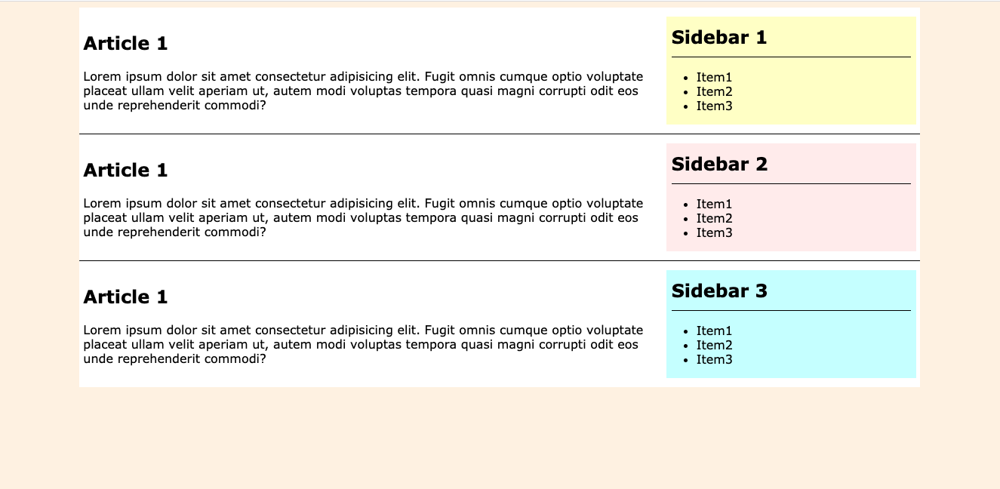 Article 1
Lorem ipsum dolor sit amet consectetur adipisicing elit. Fugit omnis cumque optio voluptate
placeat ullam velit aperiam ut, autem modi voluptas tempora quasi magni corrupti odit eos
unde reprehenderit commodi?
Sidebar 1
Item1
Item2
Item3
Article 1
Lorem ipsum dolor sit amet consectetur adipisicing elit. Fugit omnis cumque optio voluptate
placeat ullam velit aperiam ut, autem modi voluptas tempora quasi magni corrupti odit eos
unde reprehenderit commodi?
Sidebar 2
Item1
Item2
Item3
Article 1
Lorem ipsum dolor sit amet consectetur adipisicing elit. Fugit omnis cumque optio voluptate
placeat ullam velit aperiam ut, autem modi voluptas tempora quasi magni corrupti odit eos
unde reprehenderit commodi?
Sidebar 3
Item1
Item2
Item3